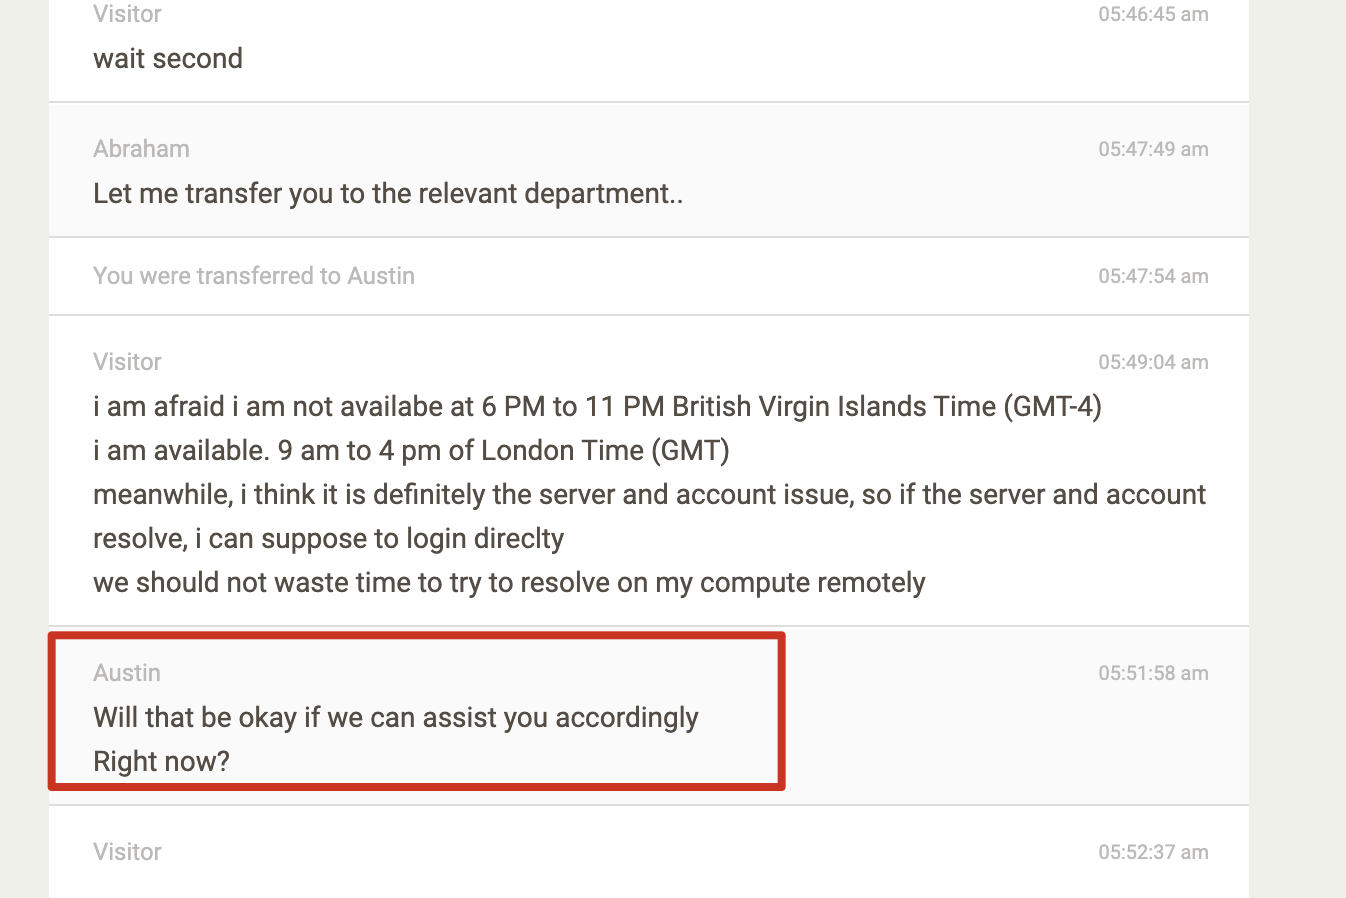 Visitor 05:46:45 am
wait second
Abraham 05:47:49 am
Let me transfer you to the relevant department..
You were transferred to Austin 05:47:54 am
Visitor 05:49:04 am
i am afraid i am not availabe at 6 PM to 11 PM British Virgin Islands Time (GMT-4)
i am available. 9 am to 4 pm of London Time (GMT)
meanwhile, i think it is definitely the server and account issue, so if the server and account
resolve, i can suppose to login direclty
we should not waste time to try to resolve on my compute remotely
Austin 05:51:58 am
Will that be okay if we can assist you accordingly
Right now?
Visitor 05:52:37 am